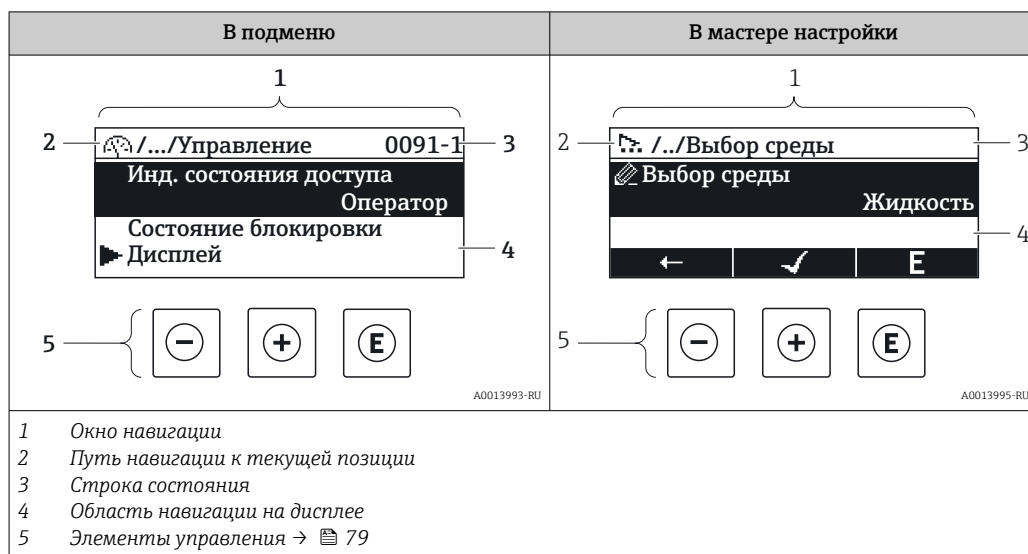 В подменю
В мастере настройки
1
2
/.../Управление 0091-1
3
Инд. состояния доступа
Оператор
Состояние блокировки
Дисплей
4
5
- + E
A0013993-RU
1
2
/../Выбор среды
3
Выбор среды
Жидкость
4
← ✓ E
5
- + E
A0013995-RU
1 Окно навигации
2 Путь навигации к текущей позиции
3 Строка состояния
4 Область навигации на дисплее
5 Элементы управления → 79